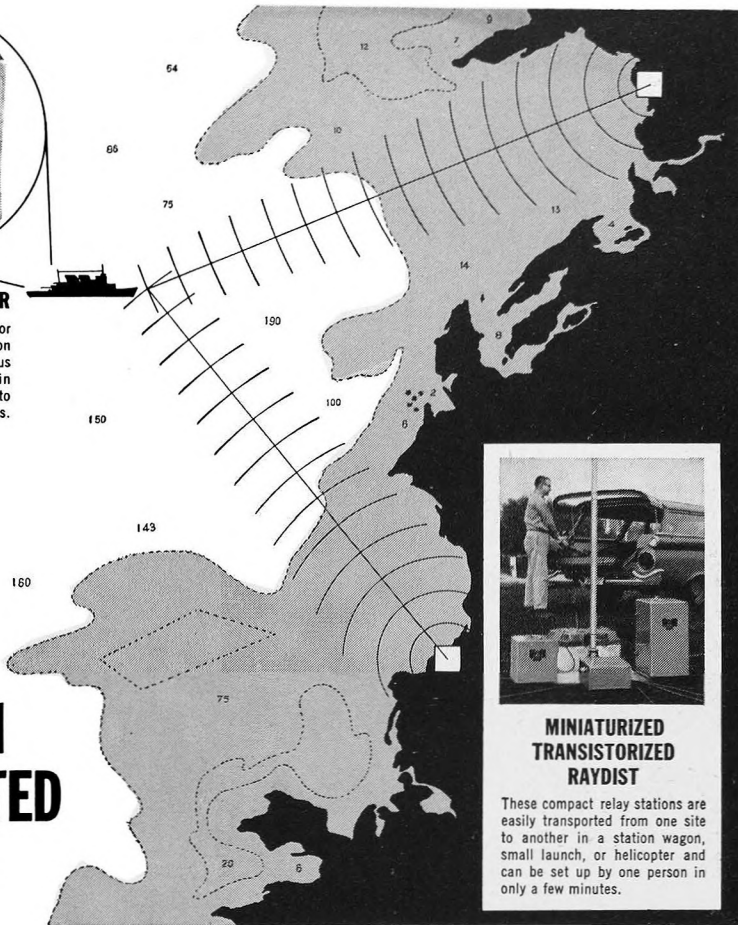 9
12
7
64
10
86
75
13
4
14
R
or
on
us
in
to
s.
190
8
100
2
6
150
143
160
75
TED
20
6
MINIATURIZED
TRANSISTORIZED
RAYDIST
These compact relay stations are
easily transported from one site
to another in a station wagon,
small launch, or helicopter and
can be set up by one person in
only a few minutes.